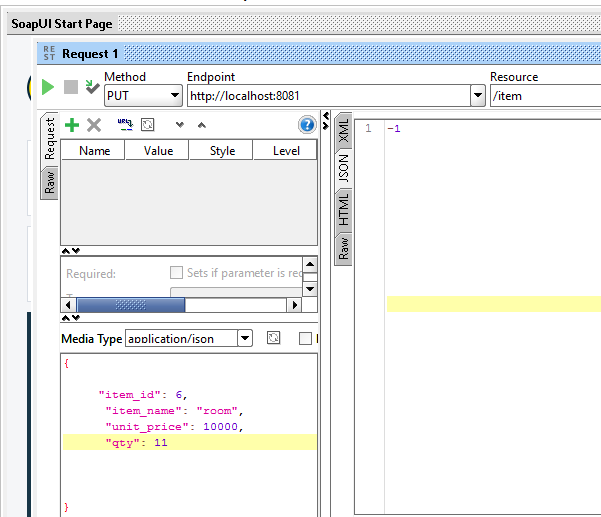 SoapUI Start Page
RE
ST
Request 1
Method
Endpoint
Resource
PUT
http://localhost:8081
/item
Request
Raw
Name Value Style Level
Required:
Sets if parameter is req
Media Type application/json
{
"item_id": 6,
"item_name": "room",
"unit_price": 10000,
"qty": 11
}
XML
JSON
HTML
Raw
1 -1